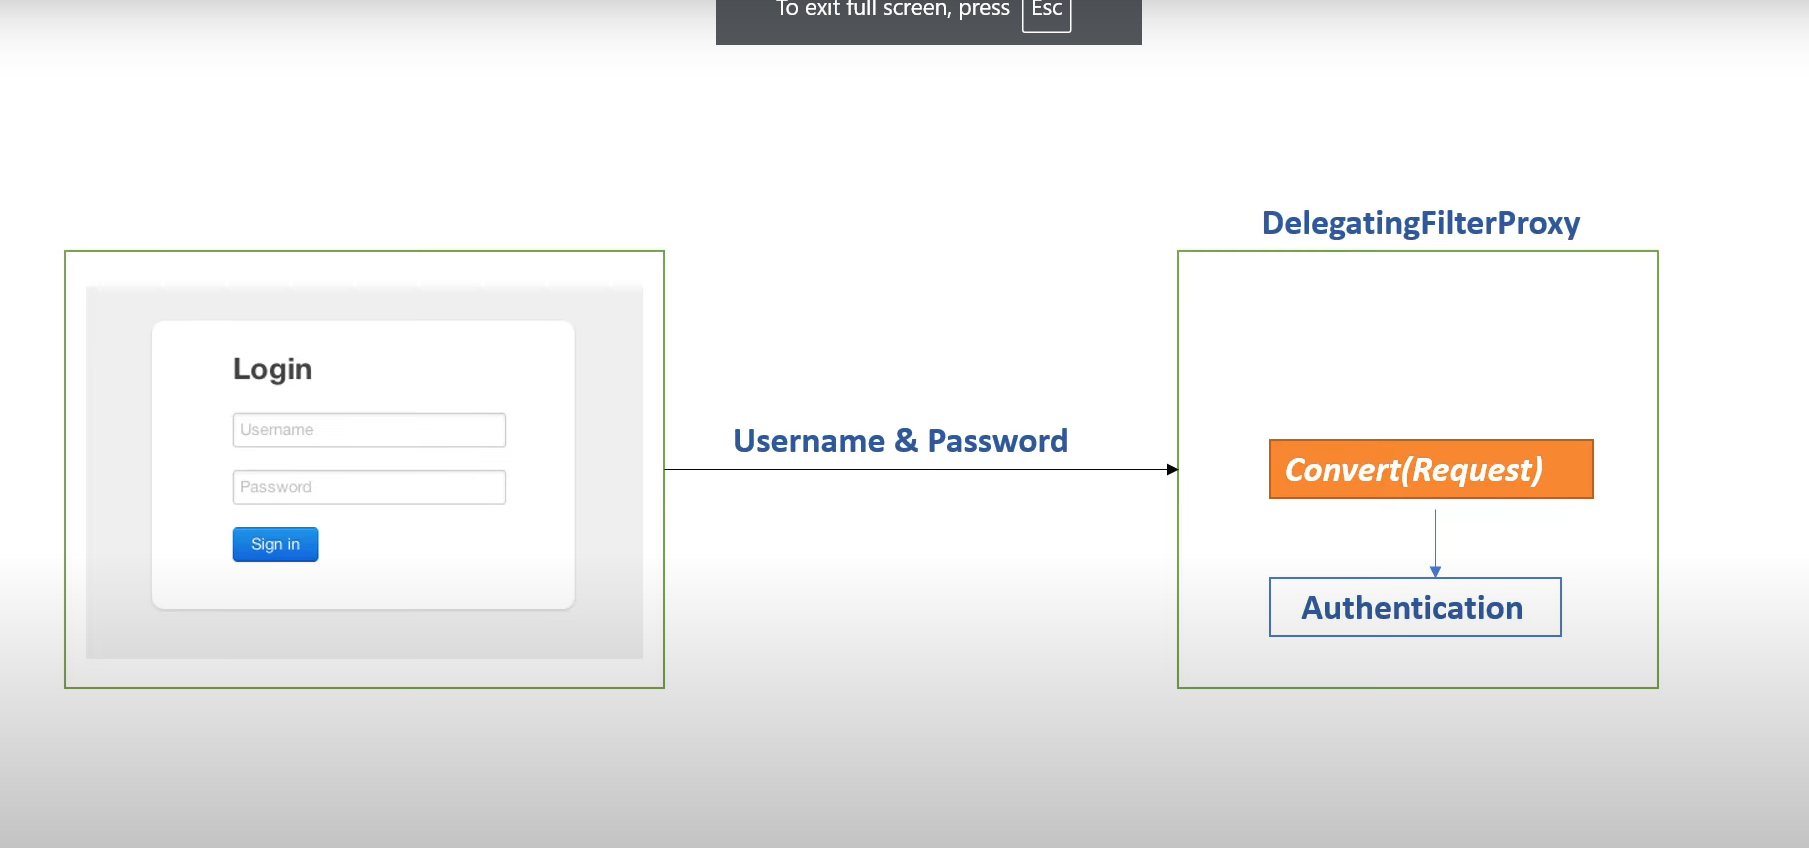 To exit full screen, press Esc
DelegatingFilterProxy
Login
Username
Password
Sign in
Username & Password
Convert(Request)
Authentication